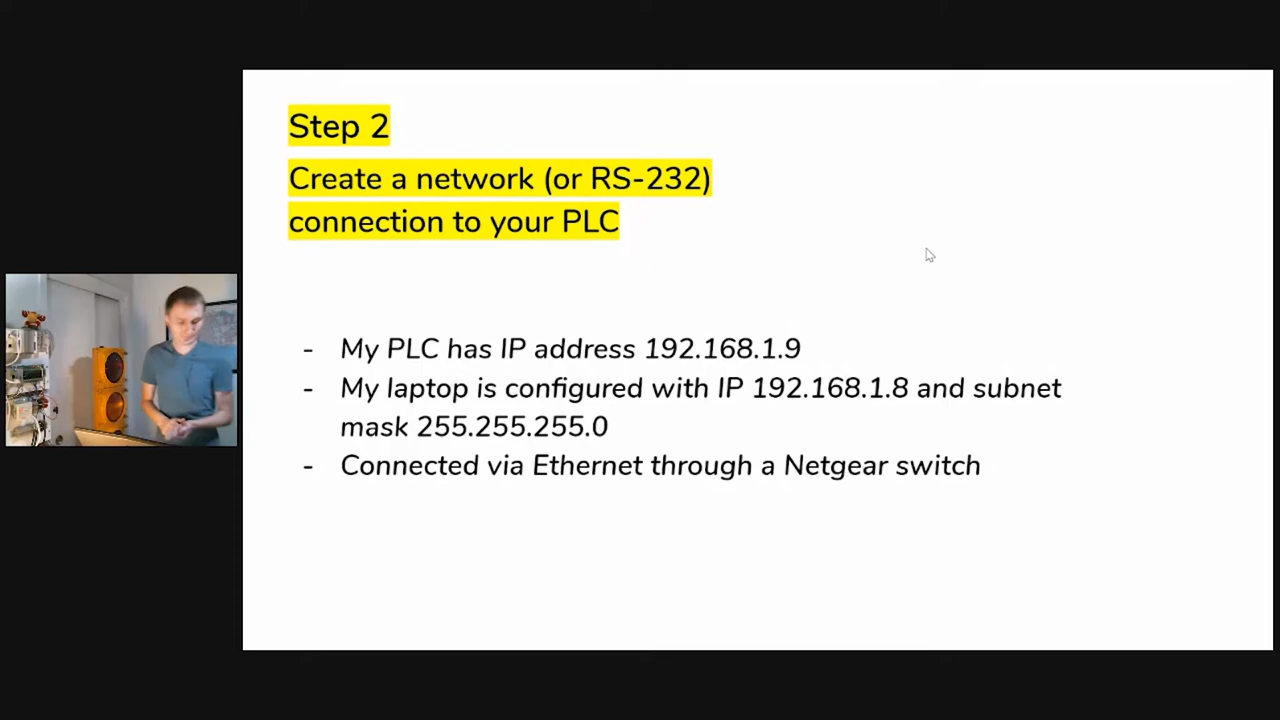 Step 2
Create a network (or RS-232)
connection to your PLC
- My PLC has IP address 192.168.1.9
- My laptop is configured with IP 192.168.1.8 and subnet
mask 255.255.255.0
- Connected via Ethernet through a Netgear switch